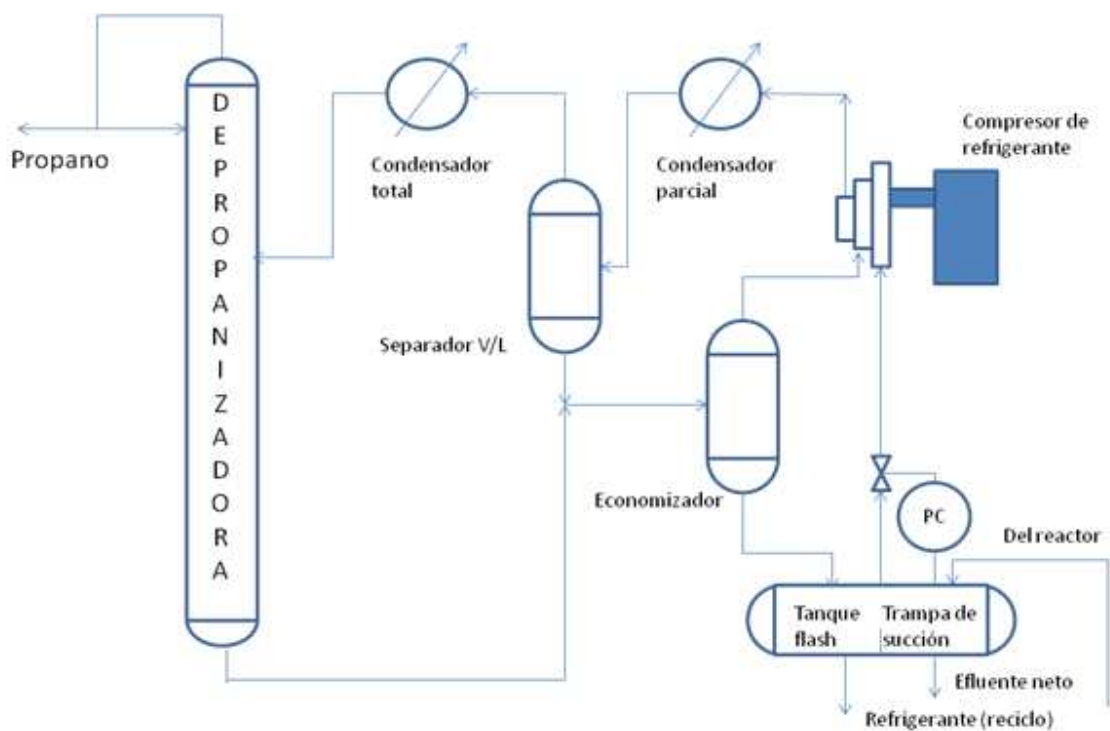 DEPROPANIZADORA
Propano
Condensador
total
Condensador
parcial
Compresor de
refrigerante
Separador V/L
Economizador
PC
Del reactor
Tanque
flash
Trampa de
succión
Efluente neto
Refrigerante (reciclo)